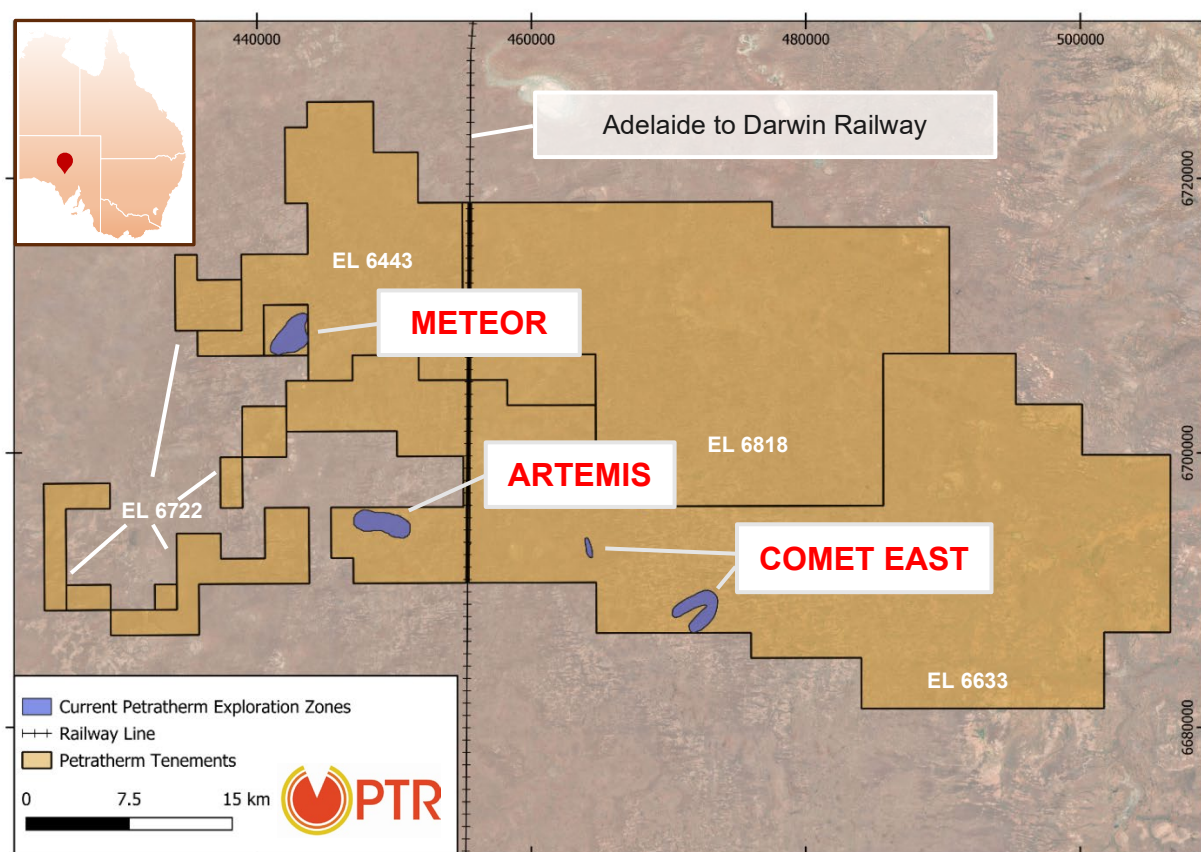 440000
460000
480000
500000
Adelaide to Darwin Railway
6720000
EL 6443
METEOR
EL 6818
6700000
ARTEMIS
EL 6722
COMET EAST
EL 6633
6680000
Current Petratherm Exploration Zones
Railway Line
Petratherm Tenements
0 7.5 15 km
PTR